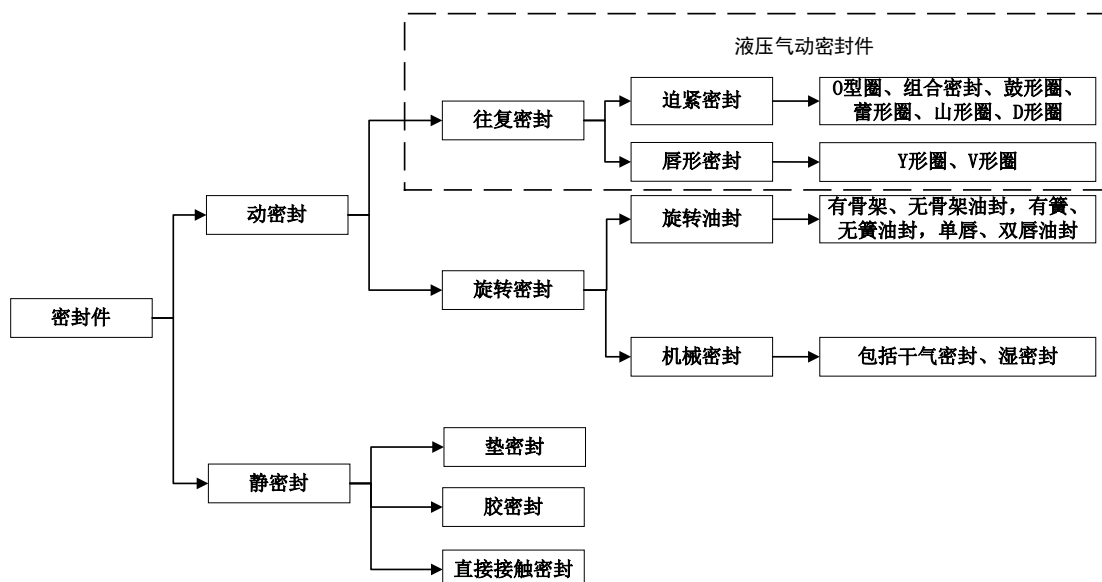 液压气动密封件
往复密封
迫紧密封
O型圈、组合密封、鼓形圈、
蕾形圈、山形圈、D形圈
唇形密封
Y形圈、V形圈
动密封
旋转油封
有骨架、无骨架油封，有簧、
无簧油封，单唇、双唇油封
旋转密封
密封件
机械密封
包括干气密封、湿密封
垫密封
静密封
胶密封
直接接触密封